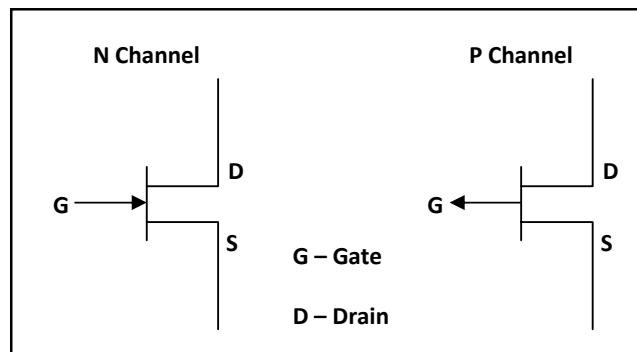 N Channel
P Channel
D
D
G
G
S
S
G – Gate
D – Drain